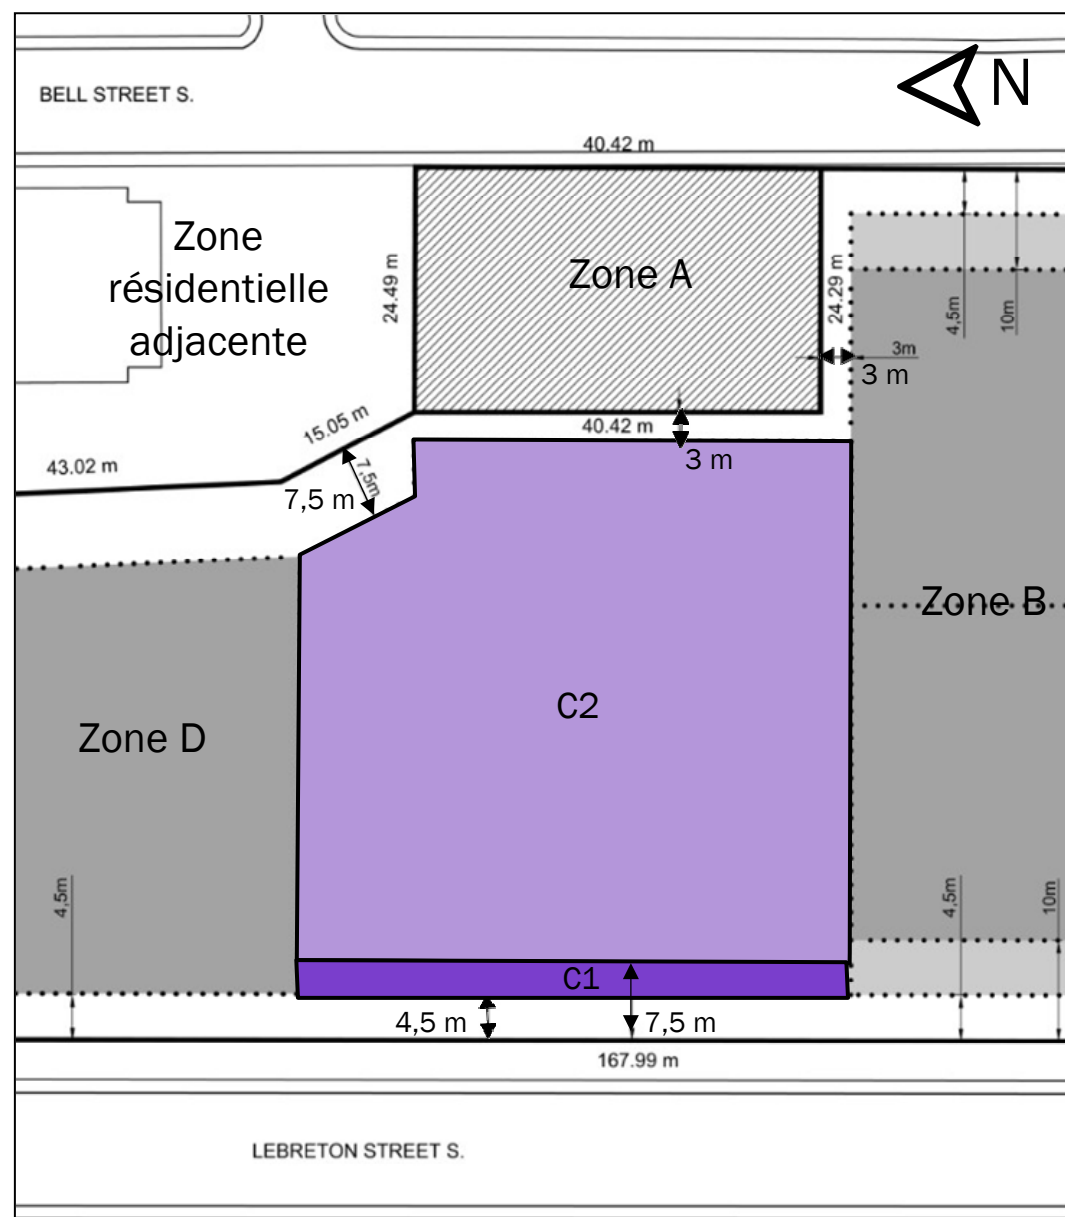 BELL STREET S.
N
40.42 m
Zone
résidentielle
adjacente
24.49 m
Zone A
24.29 m
4,5m
10m
3m
3 m
15.05 m
40.42 m
3 m
43.02 m
7,5m
7,5 m
Zone B
C2
Zone D
4,5m
4,5m
10m
C1
4,5 m
7,5 m
167.99 m
LEBRETON STREET S.